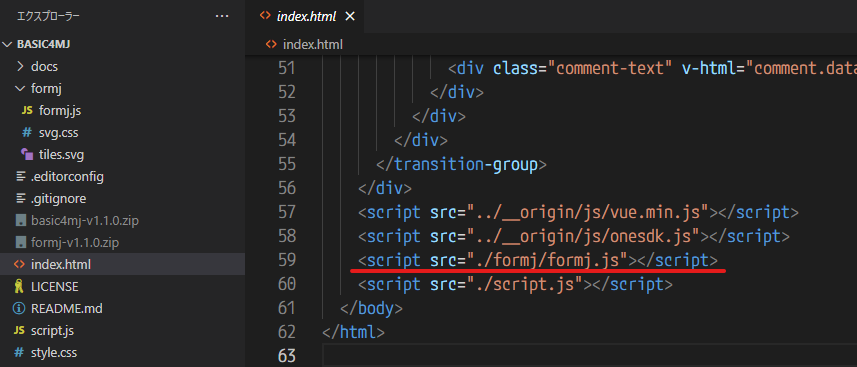 エクスプローラー
BASIC4MJ
docs
formj
JS formj.js
# svg.css
tiles.svg
.editorconfig
.gitignore
basic4mj-v1.1.0.zip
formj-v1.1.0.zip
<> index.html
LICENSE
README.md
JS script.js
# style.css
<> index.html ×
<> index.html
51 <div class="comment-text" v-html="comment.data
52 </div>
53 </div>
54 </div>
55 </transition-group>
56 </div>
57 <script src="../__origin/js/vue.min.js"></script>
58 <script src="../__origin/js/onesdk.js"></script>
59 <script src="./formj/formj.js"></script>
60 <script src="./script.js"></script>
61 </body>
62 </html>
63